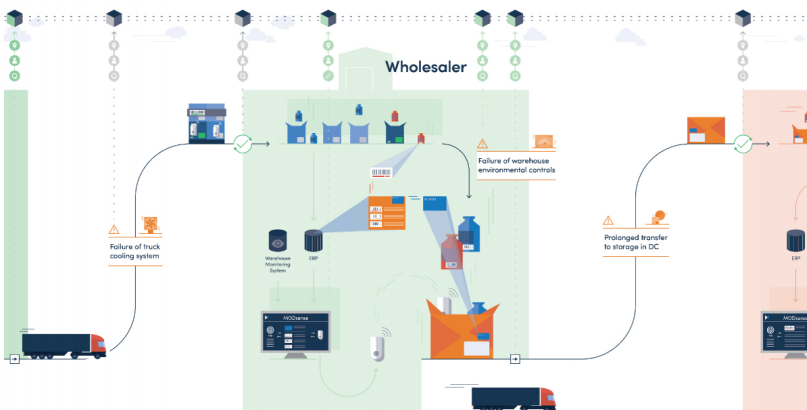 Wholesaler
Failure of warehouse
environmental controls
Failure of truck
cooling system
Prolonged transfer
to storage in DC
Warehouse
Monitoring
System
ERP
ERP
MODsense
MODsense